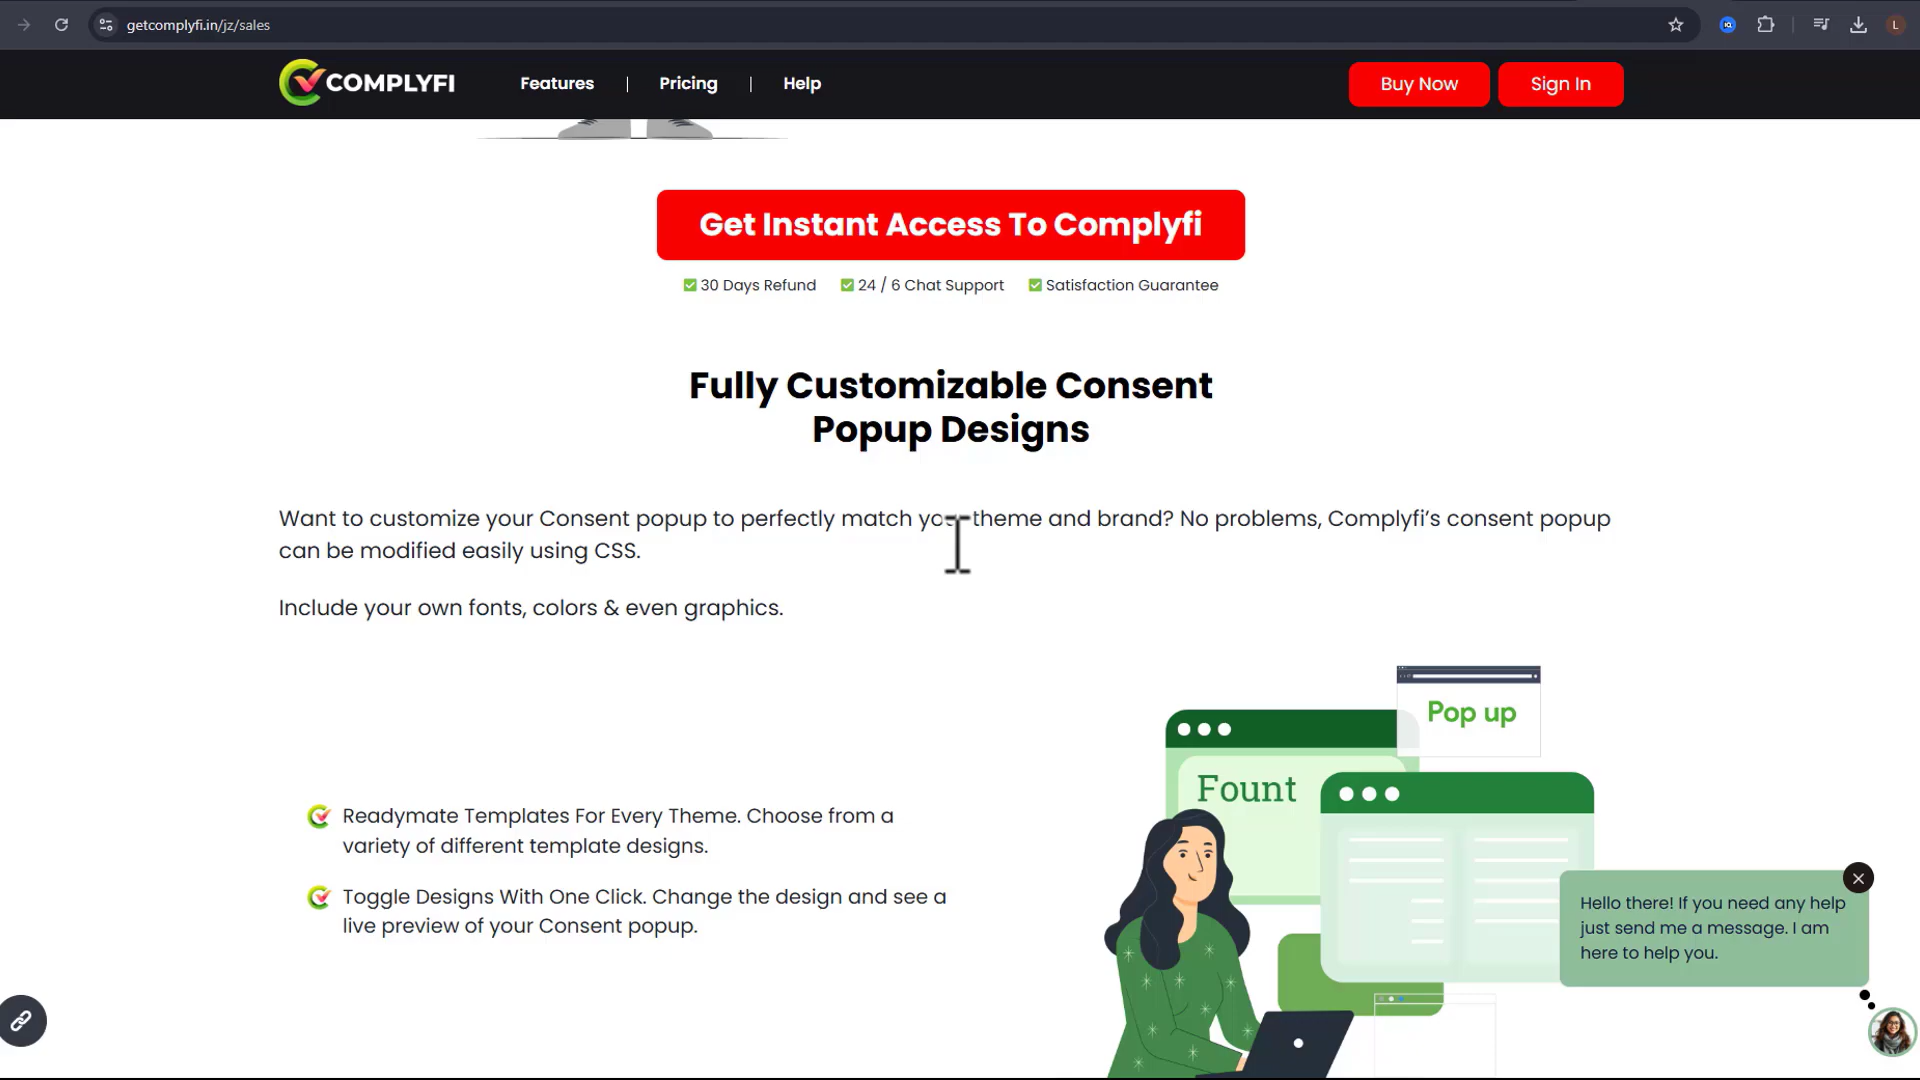 getcomplyfi.in/jz/sales
L
COMPLYFI
Features | Pricing | Help
Buy Now
Sign In
Get Instant Access To Complyfi
30 Days Refund
24 / 6 Chat Support
Satisfaction Guarantee
Fully Customizable Consent
Popup Designs
Want to customize your Consent popup to perfectly match your theme and brand? No problems, Complyfi’s consent popup
can be modified easily using CSS.
Include your own fonts, colors & even graphics.
Pop up
Fount
Readymate Templates For Every Theme. Choose from a
variety of different template designs.
Toggle Designs With One Click. Change the design and see a
live preview of your Consent popup.
Hello there! If you need any help
just send me a message. I am
here to help you.